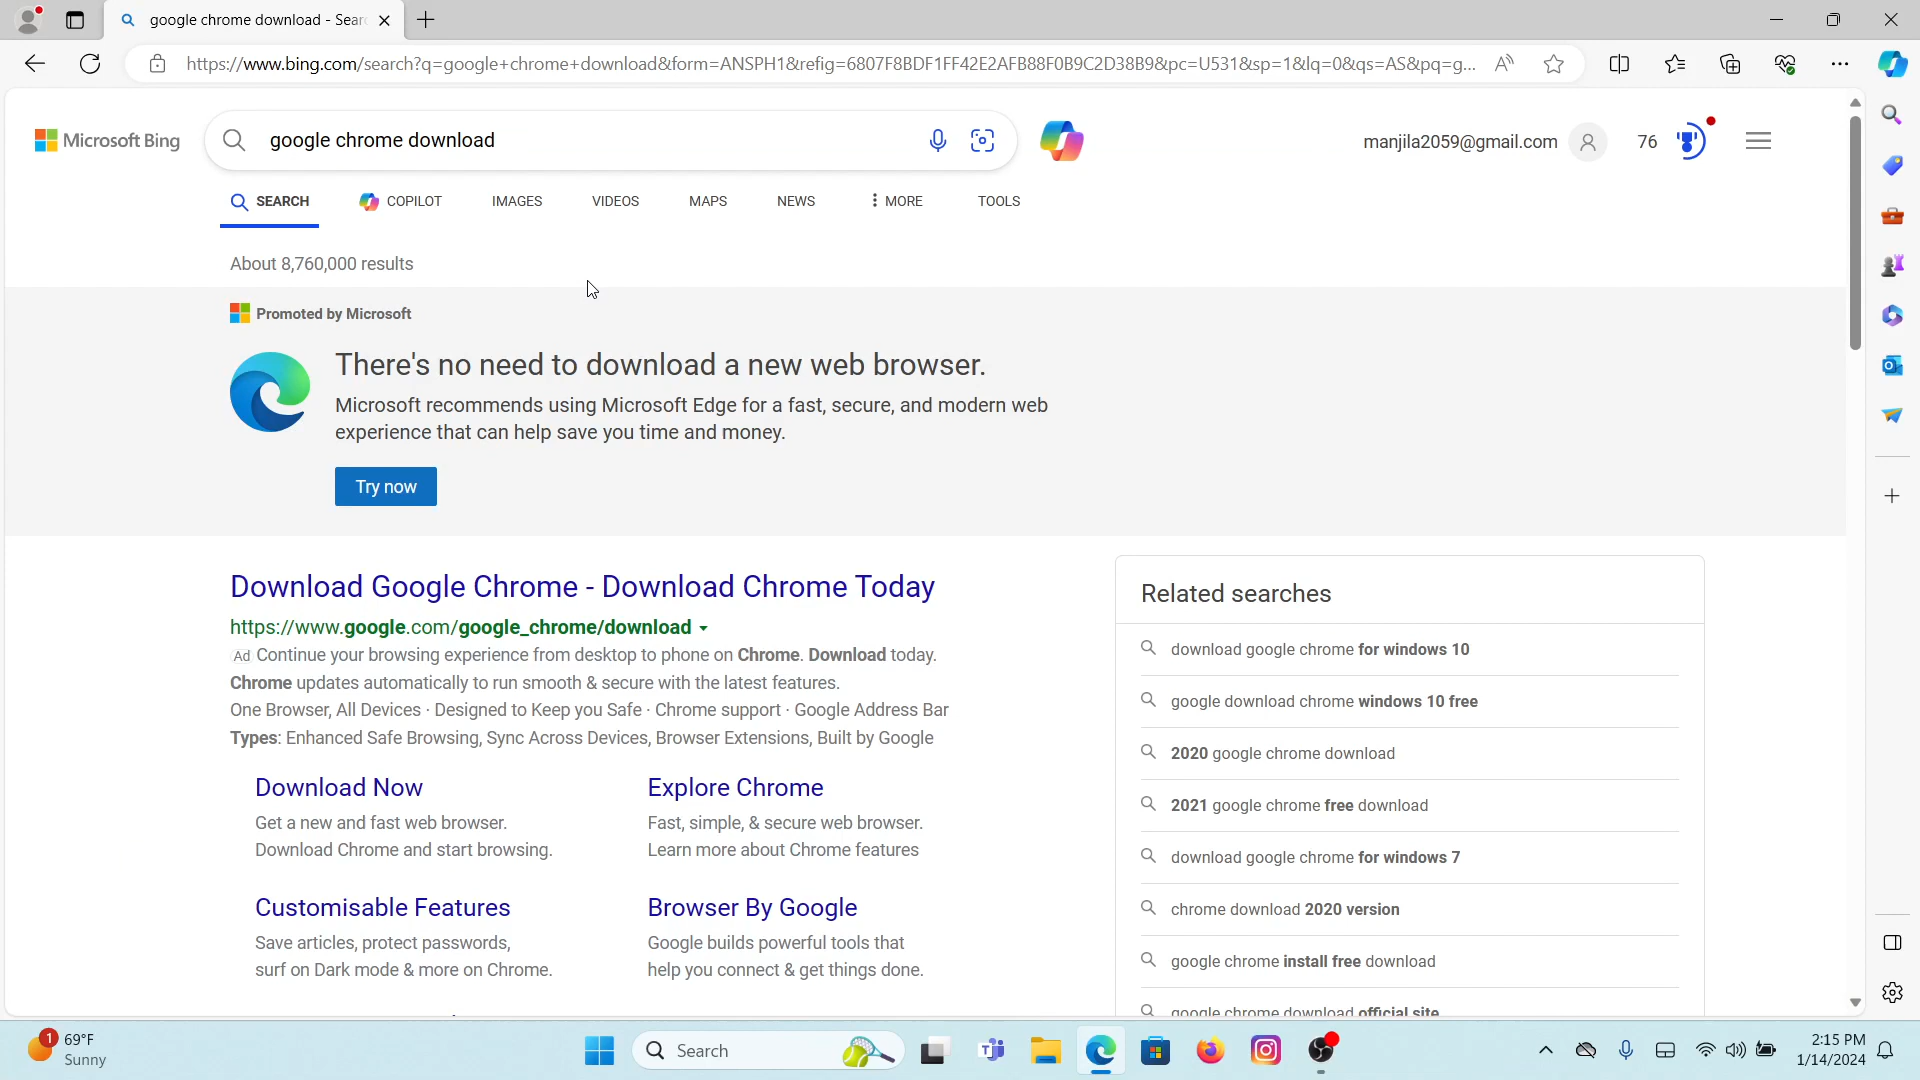 google chrome download - Sear
https://www.bing.com/search?q=google+chrome+download&form=ANSPH1&refig=6807F8BDF1FF42E2AFB88F0B9C2D38B9&pc=U531&sp=1&lq=0&qs=AS&pq=g...
Microsoft Bing
google chrome download
manjila2059@gmail.com
76
SEARCH
COPILOT
IMAGES
VIDEOS
MAPS
NEWS
MORE
TOOLS
About 8,760,000 results
Promoted by Microsoft
There's no need to download a new web browser.
Microsoft recommends using Microsoft Edge for a fast, secure, and modern web
experience that can help save you time and money.
Try now
Download Google Chrome - Download Chrome Today
https://www.google.com/google_chrome/download
Ad Continue your browsing experience from desktop to phone on Chrome. Download today.
Chrome updates automatically to run smooth & secure with the latest features.
One Browser, All Devices · Designed to Keep you Safe · Chrome support · Google Address Bar
Types: Enhanced Safe Browsing, Sync Across Devices, Browser Extensions, Built by Google
Download Now
Get a new and fast web browser.
Download Chrome and start browsing.
Explore Chrome
Fast, simple, & secure web browser.
Learn more about Chrome features
Customisable Features
Save articles, protect passwords,
surf on Dark mode & more on Chrome.
Browser By Google
Google builds powerful tools that
help you connect & get things done.
Related searches
download google chrome for windows 10
google download chrome windows 10 free
2020 google chrome download
2021 google chrome free download
download google chrome for windows 7
chrome download 2020 version
google chrome install free download
google chrome download official site
1
69°F
Sunny
Search
2:15 PM
1/14/2024